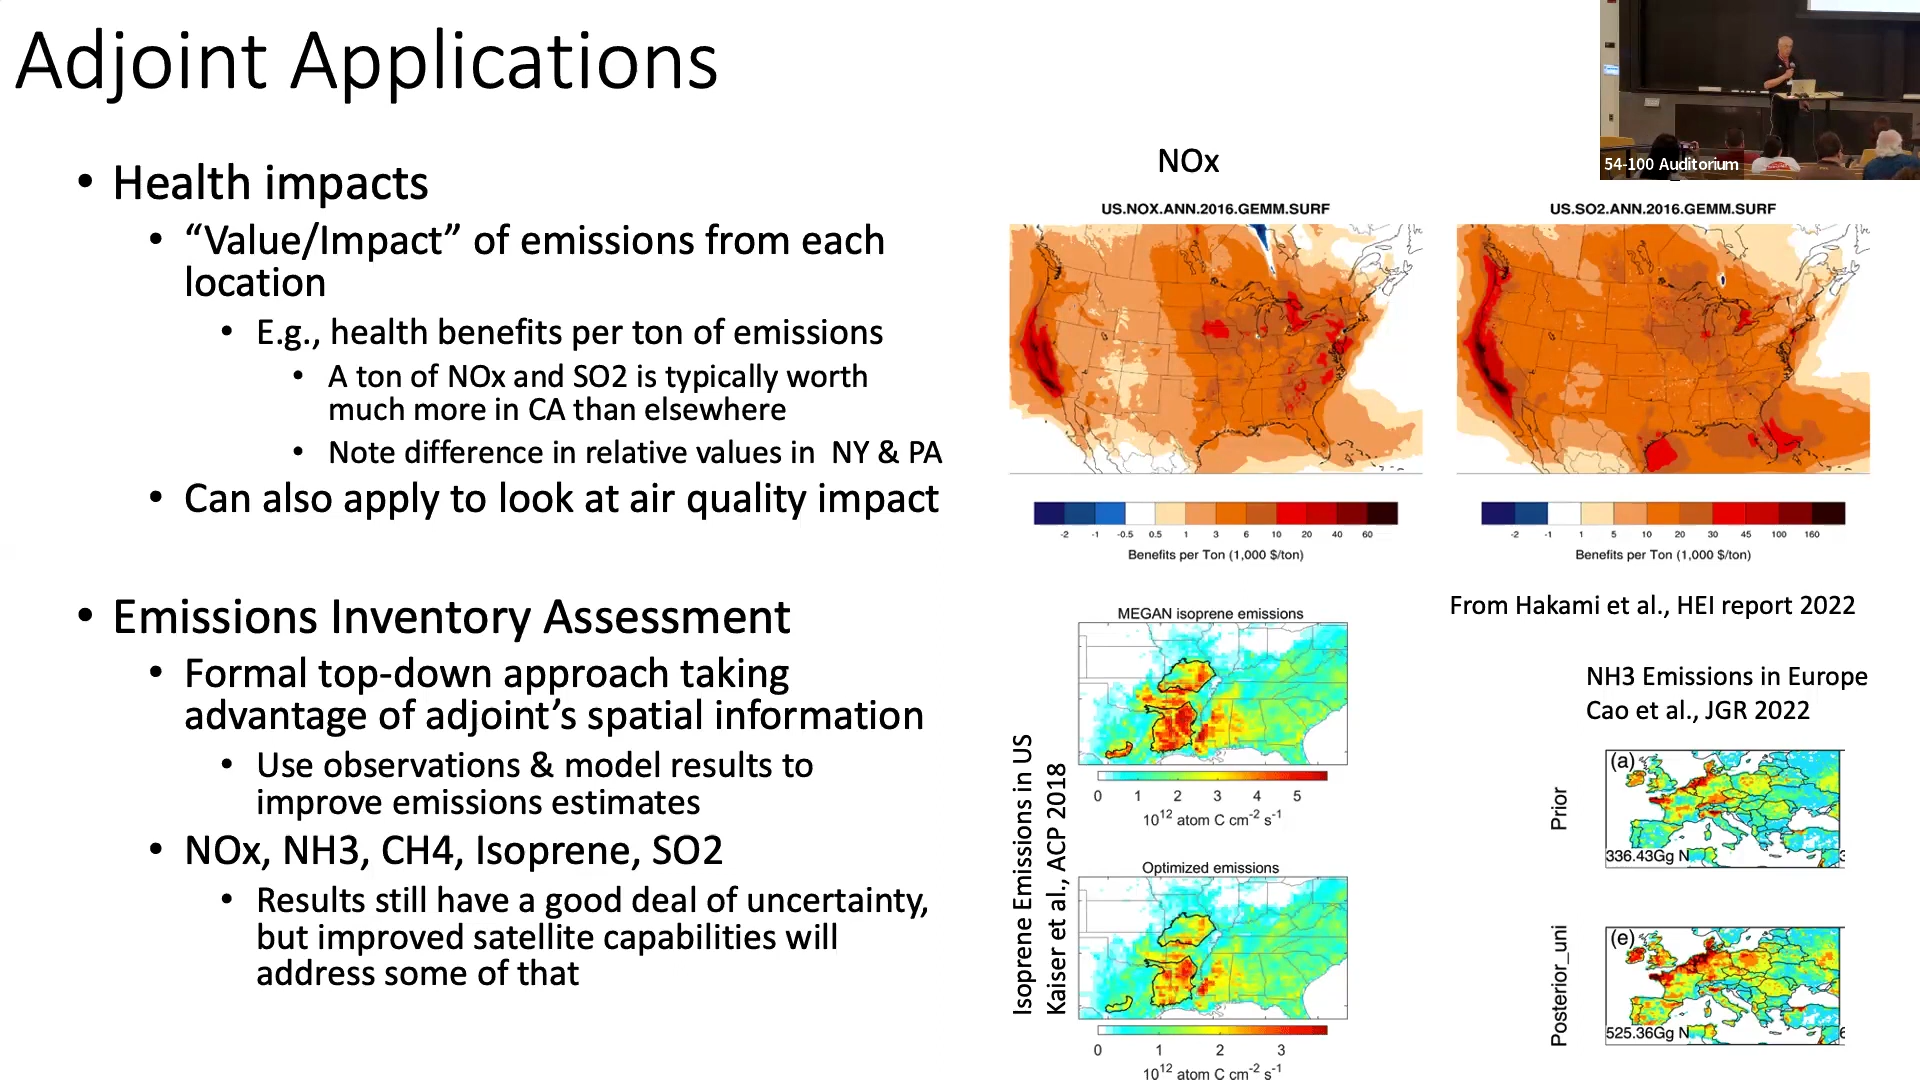 Adjoint Applications
• Health impacts
• “Value/Impact” of emissions from each
location
• E.g., health benefits per ton of emissions
• A ton of NOx and SO2 is typically worth
much more in CA than elsewhere
• Note difference in relative values in NY & PA
• Can also apply to look at air quality impact
• Emissions Inventory Assessment
• Formal top-down approach taking
advantage of adjoint’s spatial information
• Use observations & model results to
improve emissions estimates
• NOx, NH3, CH4, Isoprene, SO2
• Results still have a good deal of uncertainty,
but improved satellite capabilities will
address some of that
54-100 Auditorium
NOx
US.NOX.ANN.2016.GEMM.SURF
-2 -1 -0.5 0.5 1 3 6 10 20 40 60
Benefits per Ton (1,000 $/ton)
US.SO2.ANN.2016.GEMM.SURF
-2 -1 1 5 10 20 30 45 100 160
Benefits per Ton (1,000 $/ton)
From Hakami et al., HEI report 2022
Isoprene Emissions in US
Kaiser et al., ACP 2018
MEGAN isoprene emissions
0 1 2 3 4 5
10¹² atom C cm⁻² s⁻¹
Optimized emissions
0 1 2 3
10¹² atom C cm⁻² s⁻¹
NH3 Emissions in Europe
Cao et al., JGR 2022
Prior
(a)
336.43Gg N
Posterior_uni
(e)
525.36Gg N